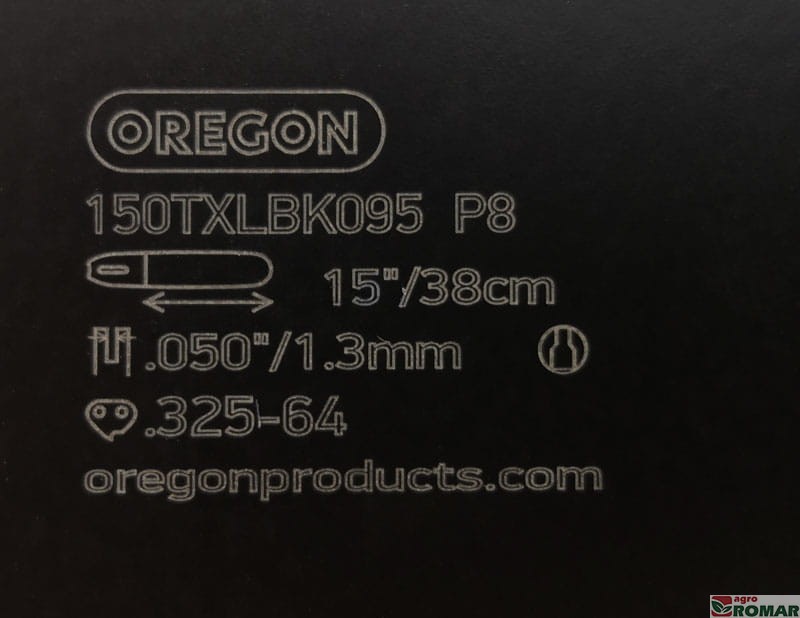 OREGON
150TXLBK095 P8
15"/38cm
.050"/1.3mm
.325-64
oregonproducts.com
agro
ROMAR